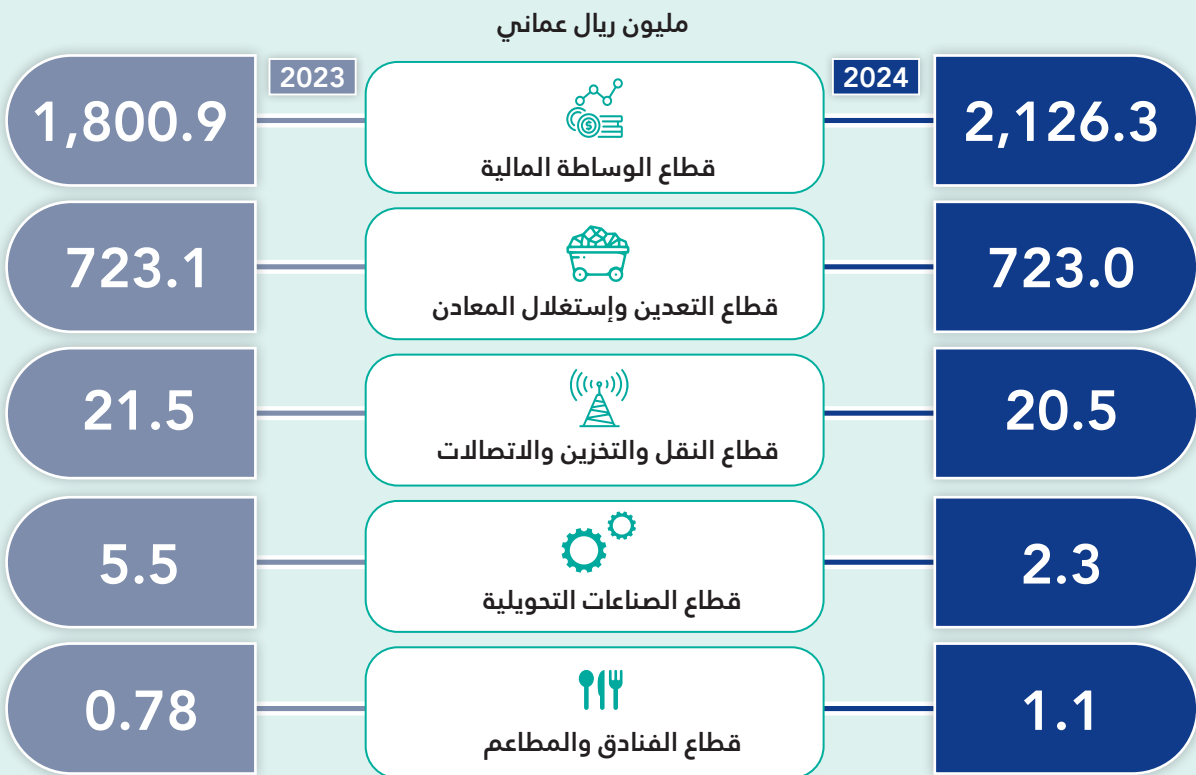 مليون ريال عماني
2024
2023
2,126.3
قطاع الوساطة المالية
1,800.9
723.0
قطاع التعدين وإستغلال المعادن
723.1
20.5
قطاع النقل والتخزين والاتصالات
21.5
2.3
قطاع الصناعات التحويلية
5.5
1.1
قطاع الفنادق والمطاعم
0.78